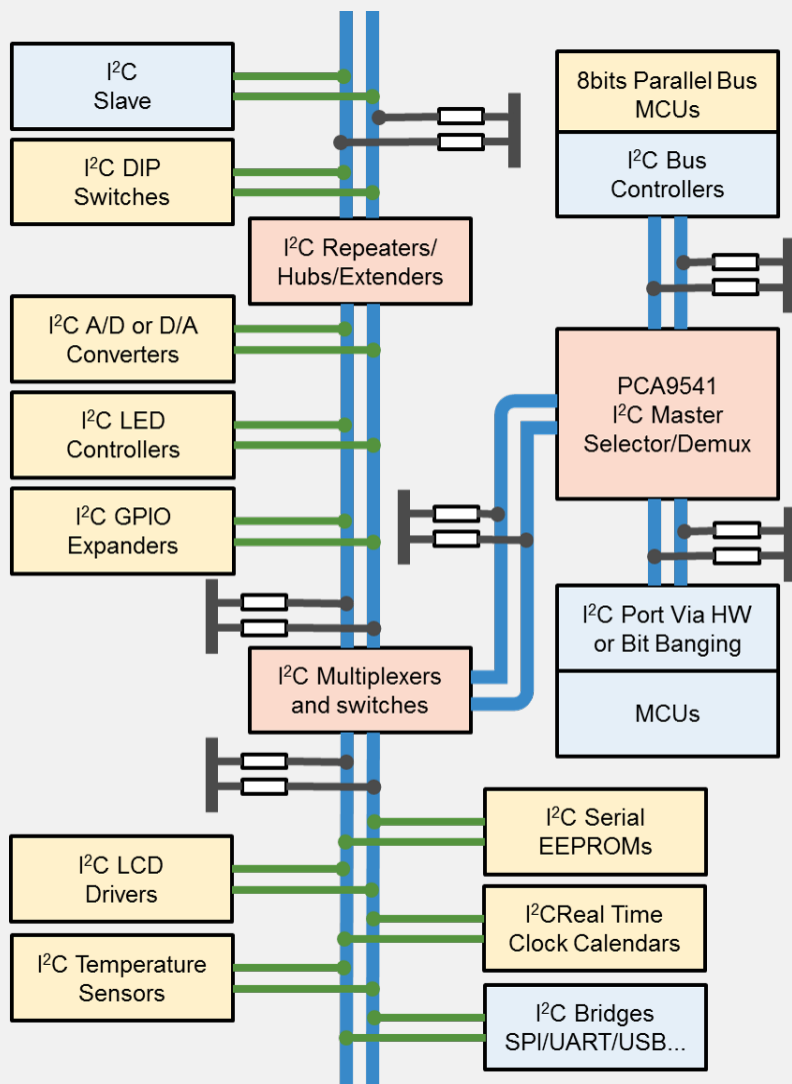 I²C
Slave
8bits Parallel Bus
MCUs
I²C Bus
Controllers
I²C DIP
Switches
I²C Repeaters/
Hubs/Extenders
I²C A/D or D/A
Converters
PCA9541
I²C Master
Selector/Demux
I²C LED
Controllers
I²C GPIO
Expanders
I²C Port Via HW
or Bit Banging
MCUs
I²C Multiplexers
and switches
I²C Serial
EEPROMs
I²C LCD
Drivers
I²CReal Time
Clock Calendars
I²C Temperature
Sensors
I²C Bridges
SPI/UART/USB...